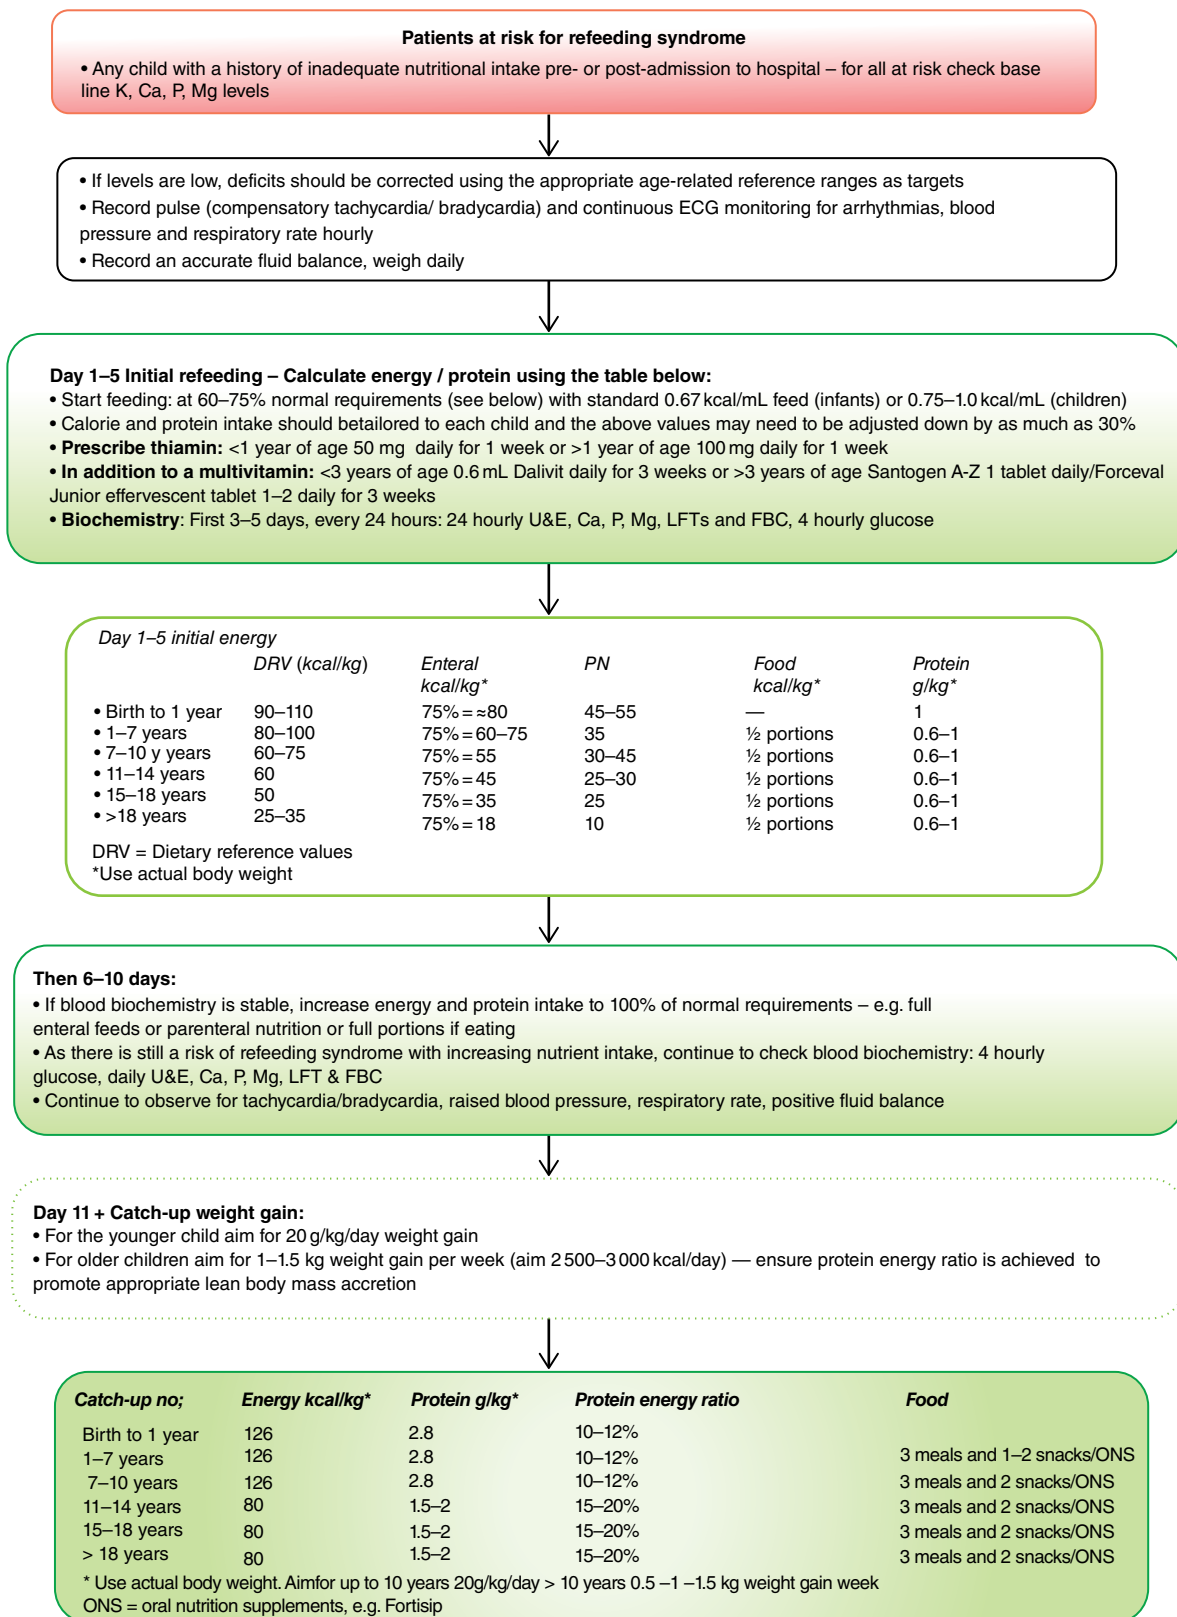 Patients at risk for refeeding syndrome
• Any child with a history of inadequate nutritional intake pre- or post-admission to hospital – for all at risk check base
line K, Ca, P, Mg levels
• If levels are low, deficits should be corrected using the appropriate age-related reference ranges as targets
• Record pulse (compensatory tachycardia/ bradycardia) and continuous ECG monitoring for arrhythmias, blood
pressure and respiratory rate hourly
• Record an accurate fluid balance, weigh daily
Day 1–5 Initial refeeding – Calculate energy / protein using the table below:
• Start feeding: at 60–75% normal requirements (see below) with standard 0.67 kcal/mL feed (infants) or 0.75–1.0 kcal/mL (children)
• Calorie and protein intake should betailored to each child and the above values may need to be adjusted down by as much as 30%
• Prescribe thiamin: <1 year of age 50 mg daily for 1 week or >1 year of age 100 mg daily for 1 week
• In addition to a multivitamin: <3 years of age 0.6 mL Dalivit daily for 3 weeks or >3 years of age Santogen A-Z 1 tablet daily/Forceval
Junior effervescent tablet 1–2 daily for 3 weeks
• Biochemistry: First 3–5 days, every 24 hours: 24 hourly U&E, Ca, P, Mg, LFTs and FBC, 4 hourly glucose
Day 1–5 initial energy
DRV (kcal/kg) Enteral PN Food Protein
kcal/kg* kcal/kg* g/kg*
• Birth to 1 year 90–110 75% = ≈80 45–55 — 1
• 1–7 years 80–100 75% = 60–75 35 ½ portions 0.6–1
• 7–10 y years 60–75 75% = 55 30–45 ½ portions 0.6–1
• 11–14 years 60 75% = 45 25–30 ½ portions 0.6–1
• 15–18 years 50 75% = 35 25 ½ portions 0.6–1
• >18 years 25–35 75% = 18 10 ½ portions 0.6–1
DRV = Dietary reference values
*Use actual body weight
Then 6–10 days:
• If blood biochemistry is stable, increase energy and protein intake to 100% of normal requirements – e.g. full
enteral feeds or parenteral nutrition or full portions if eating
• As there is still a risk of refeeding syndrome with increasing nutrient intake, continue to check blood biochemistry: 4 hourly
glucose, daily U&E, Ca, P, Mg, LFT & FBC
• Continue to observe for tachycardia/bradycardia, raised blood pressure, respiratory rate, positive fluid balance
Day 11 + Catch-up weight gain:
• For the younger child aim for 20 g/kg/day weight gain
• For older children aim for 1–1.5 kg weight gain per week (aim 2 500–3 000 kcal/day) — ensure protein energy ratio is achieved to
promote appropriate lean body mass accretion
Catch-up no; Energy kcal/kg* Protein g/kg* Protein energy ratio Food
Birth to 1 year 126 2.8 10–12%
1–7 years 126 2.8 10–12% 3 meals and 1–2 snacks/ONS
7–10 years 126 2.8 10–12% 3 meals and 2 snacks/ONS
11–14 years 80 1.5–2 15–20% 3 meals and 2 snacks/ONS
15–18 years 80 1.5–2 15–20% 3 meals and 2 snacks/ONS
> 18 years 80 1.5–2 15–20% 3 meals and 2 snacks/ONS
* Use actual body weight. Aimfor up to 10 years 20g/kg/day > 10 years 0.5 –1 –1.5 kg weight gain week
ONS = oral nutrition supplements, e.g. Fortisip